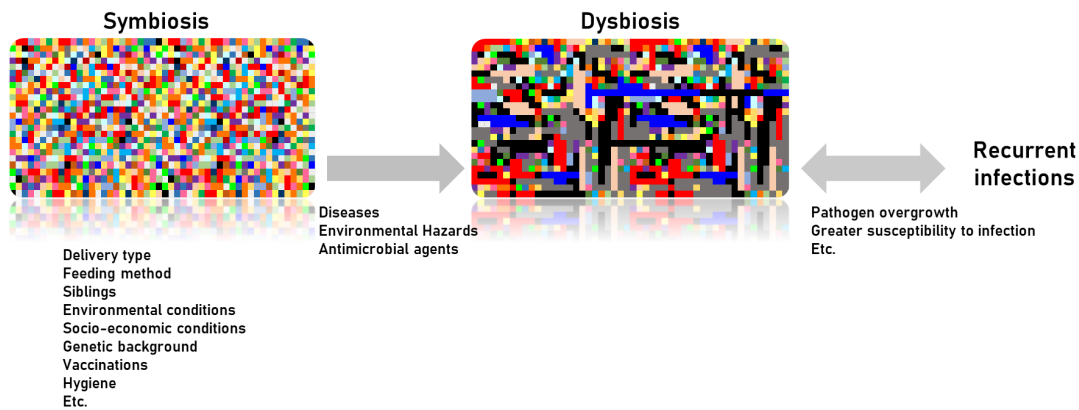 Symbiosis
Dysbiosis
Recurrent
infections
Diseases
Environmental Hazards
Antimicrobial agents
Pathogen overgrowth
Greater susceptibility to infection
Etc.
Delivery type
Feeding method
Siblings
Environmental conditions
Socio-economic conditions
Genetic background
Vaccinations
Hygiene
Etc.